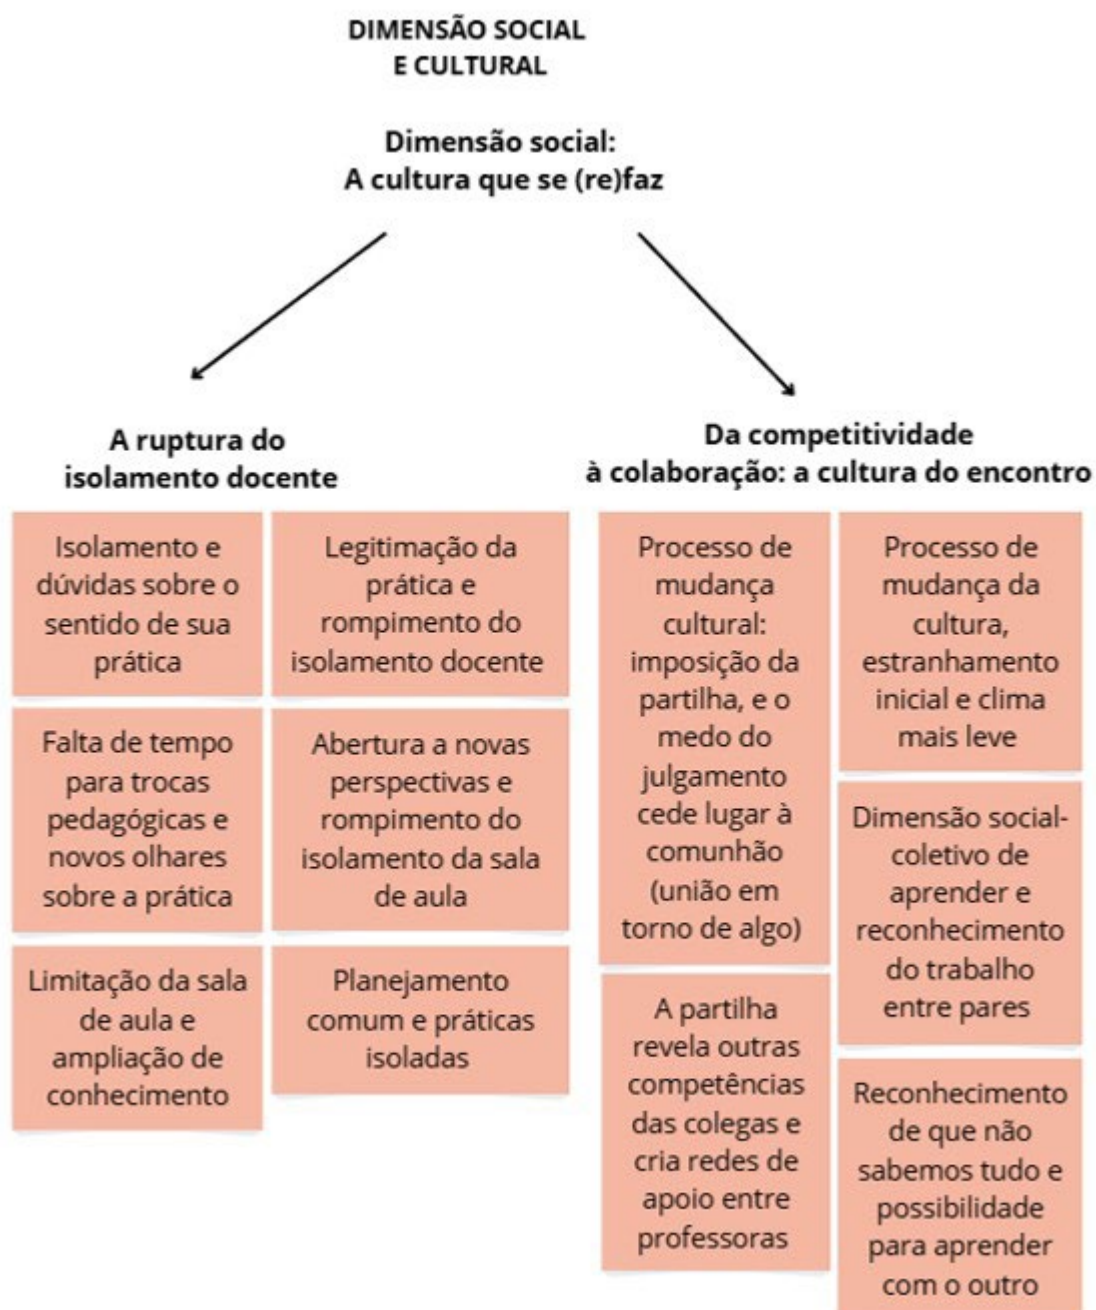 DIMENSÃO SOCIAL
E CULTURAL
Dimensão social:
A cultura que se (re)faz
A ruptura do
isolamento docente
Isolamento e
dúvidas sobre o
sentido de sua
prática
Legitimação da
prática e
rompimento do
isolamento docente
Falta de tempo
para trocas
pedagógicas e
novos olhares
sobre a prática
Abertura a novas
perspectivas e
rompimento do
isolamento da sala
de aula
Limitação da sala
de aula e
ampliação de
conhecimento
Planejamento
comum e práticas
isoladas
Da competitividade
à colaboração: a cultura do encontro
Processo de
mudança
cultural:
imposição da
partilha, e o
medo do
julgamento
cede lugar à
comunhão
(união em
torno de algo)
A partilha
revela outras
competências
das colegas e
cria redes de
apoio entre
professoras
Processo de
mudança da
cultura,
estranhamento
inicial e clima
mais leve
Dimensão social-
coletivo de
aprender e
reconhecimento
do trabalho
entre pares
Reconhecimento
de que não
sabemos tudo e
possibilidade
para aprender
com o outro